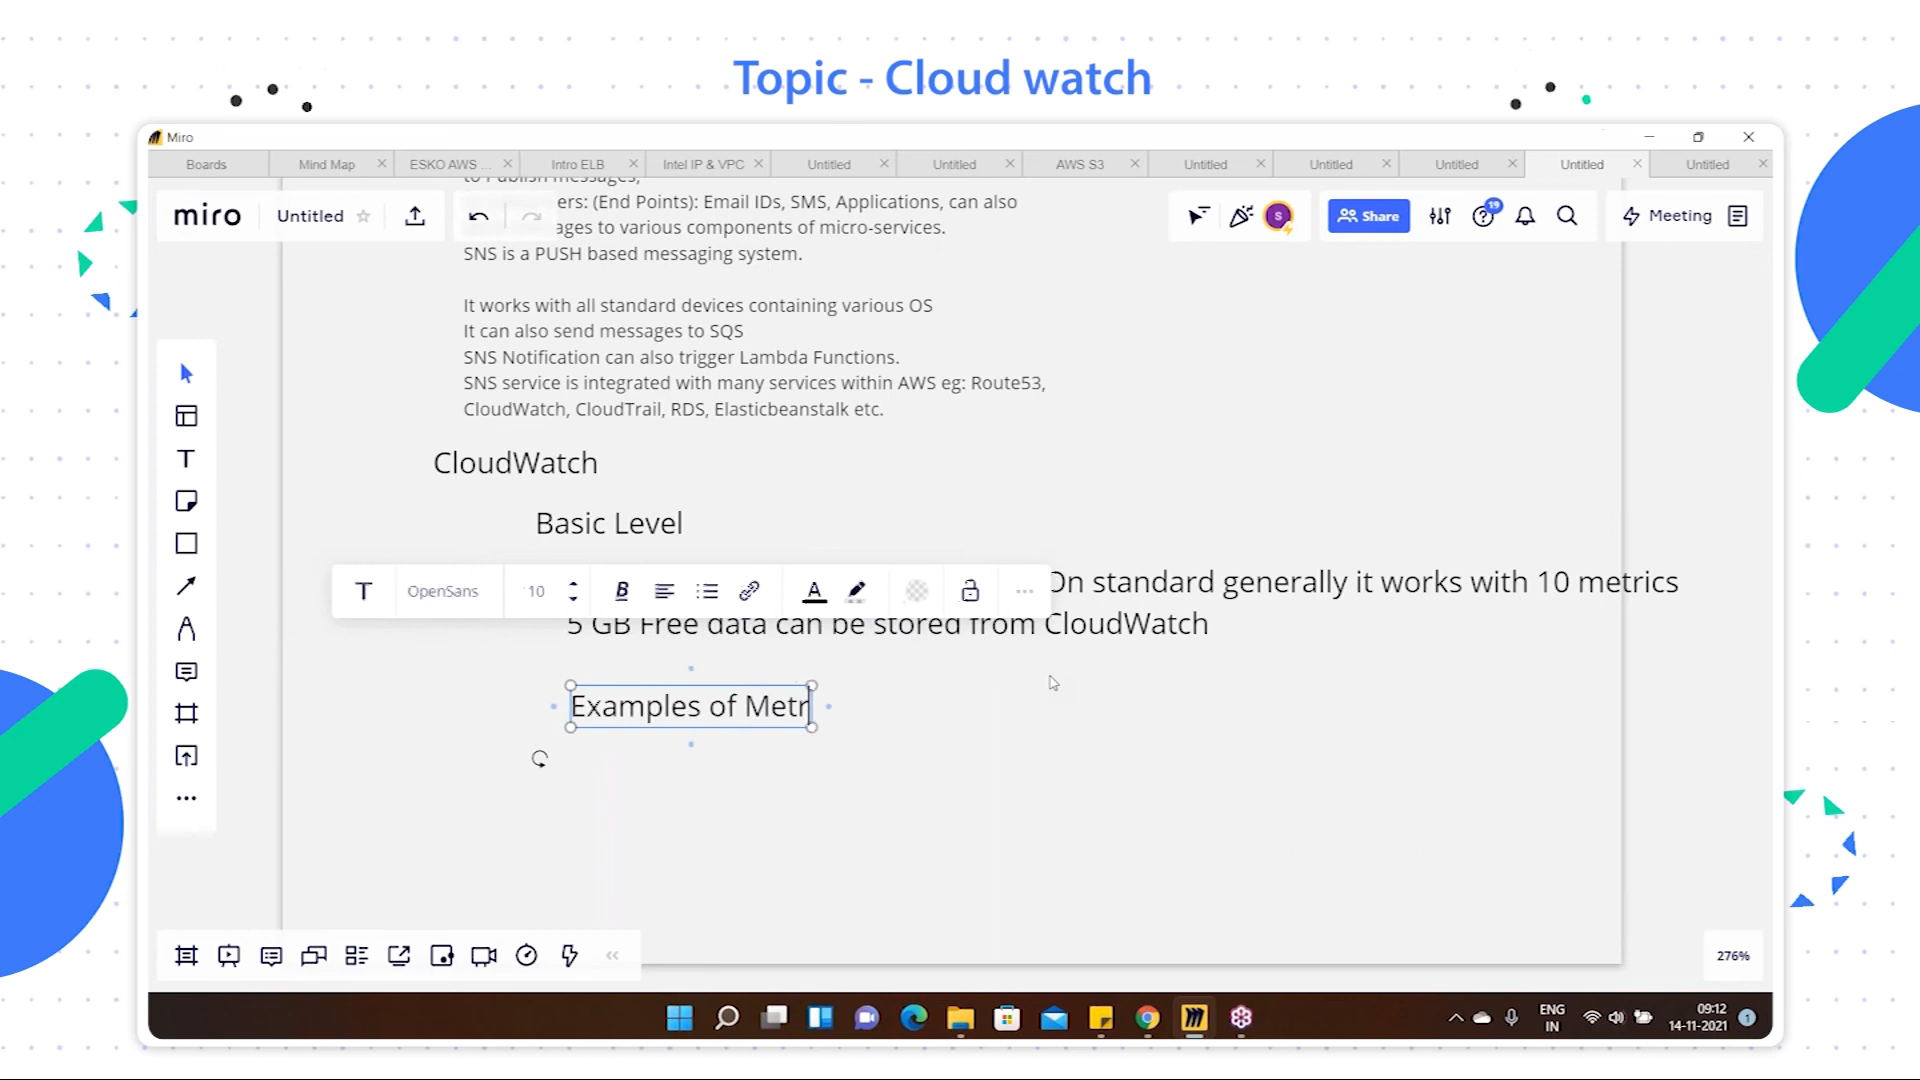 Topic - Cloud watch
Miro
Boards Mind Map ESKO AWS ... Intro ELB Intel IP & VPC Untitled Untitled AWS S3 Untitled Untitled Untitled Untitled Untitled
to Publish messages,
miro Untitled
ers: (End Points): Email IDs, SMS, Applications, can also
ages to various components of micro-services.
SNS is a PUSH based messaging system.
S Share 19 Meeting
It works with all standard devices containing various OS
It can also send messages to SQS
SNS Notification can also trigger Lambda Functions.
SNS service is integrated with many services within AWS eg: Route53,
CloudWatch, CloudTrail, RDS, Elasticbeanstalk etc.
CloudWatch
Basic Level
T OpenSans 10 B A
On standard generally it works with 10 metrics
5 GB Free data can be stored from CloudWatch
Examples of Metr
276%
ENG
IN
09:12
14-11-2021
1